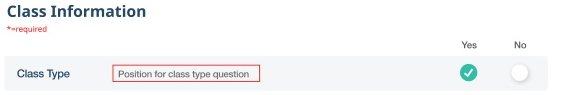 Class Information
*=required
Yes No
Class Type Position for class type question